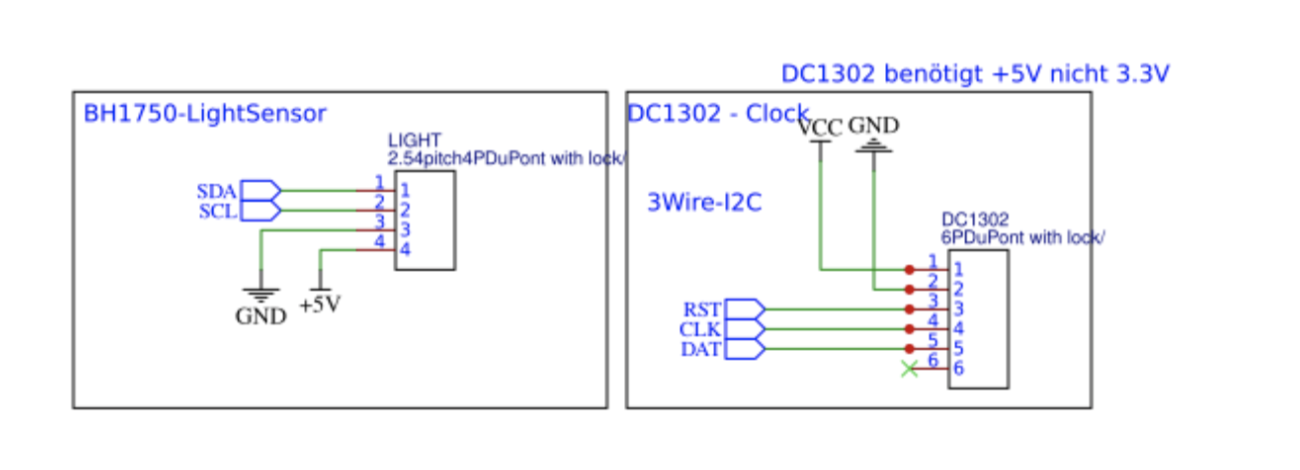 DC1302 benötigt +5V nicht 3.3V
BH1750-LightSensor
LIGHT
2.54pitch4PDuPont with lock/
SDA
SCL
1 1
2 2
3 3
4 4
GND
+5V
DC1302 - Clock
VCC
GND
3Wire-I2C
DC1302
6PDuPont with lock/
RST
CLK
DAT
1 1
2 2
3 3
4 4
5 5
6 6